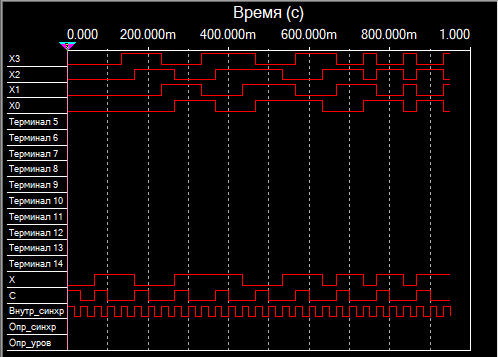 Время (с)
0.000 200.000m 400.000m 600.000m 800.000m 1.000
X3
X2
X1
X0
Терминал 5
Терминал 6
Терминал 7
Терминал 8
Терминал 9
Терминал 10
Терминал 11
Терминал 12
Терминал 13
Терминал 14
X
C
Внутр_синхр
Опр_синхр
Опр_уров